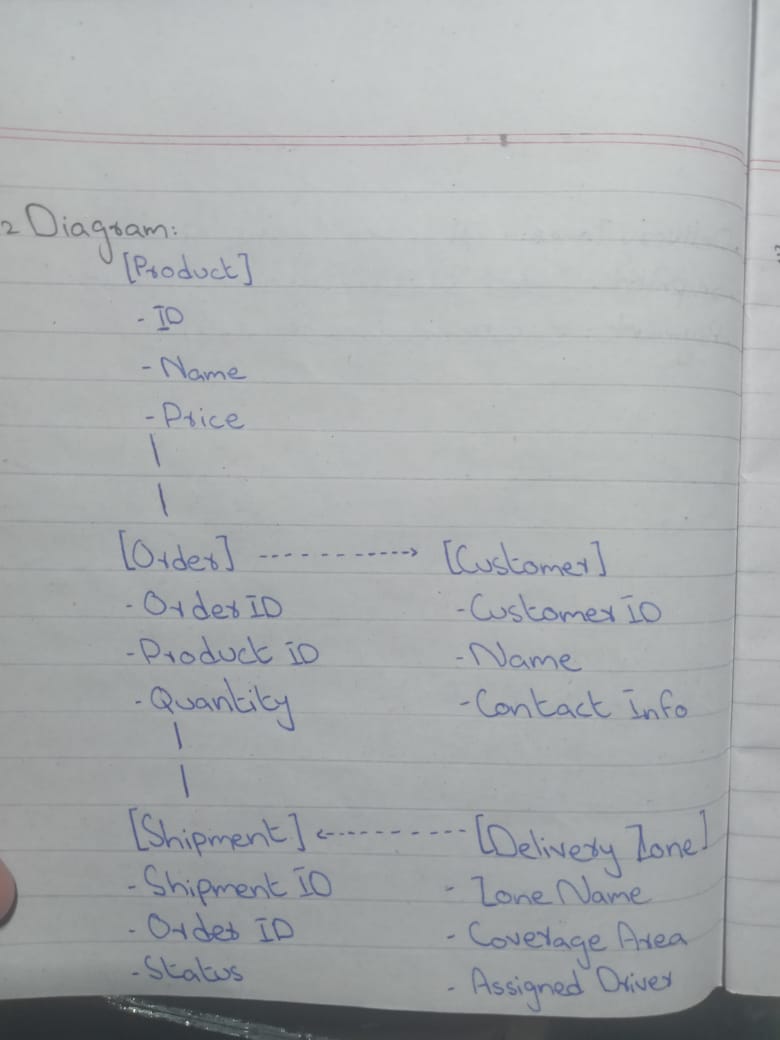 2 Diagram:
[Product]
- ID
- Name
- Price
[Order] -----------> [Customer]
- Order ID - Customer ID
- Product ID - Name
- Quantity - Contact Info
[Shipment] <---------- [Delivery Zone]
- Shipment ID - Zone Name
- Order ID - Coverage Area
- Status - Assigned Driver